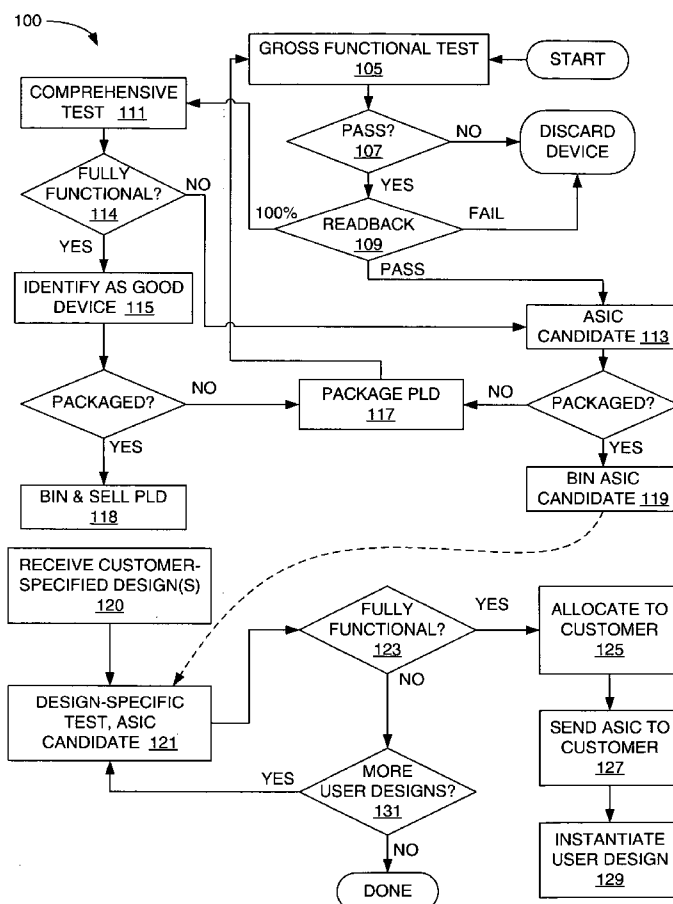 100
GROSS FUNCTIONAL TEST
105
START
COMPREHENSIVE
TEST 111
PASS?
107
NO
DISCARD
DEVICE
YES
FULLY
FUNCTIONAL?
114
NO
100%
READBACK
109
FAIL
YES
PASS
IDENTIFY AS GOOD
DEVICE 115
ASIC
CANDIDATE 113
PACKAGED?
NO
PACKAGE PLD
117
NO
PACKAGED?
YES
YES
BIN & SELL PLD
118
BIN ASIC
CANDIDATE 119
RECEIVE CUSTOMER-
SPECIFIED DESIGN(S)
120
FULLY
FUNCTIONAL?
123
YES
ALLOCATE TO
CUSTOMER
125
NO
DESIGN-SPECIFIC
TEST, ASIC
CANDIDATE 121
SEND ASIC TO
CUSTOMER
127
YES
MORE
USER DESIGNS?
131
NO
INSTANTIATE
USER DESIGN
129
DONE